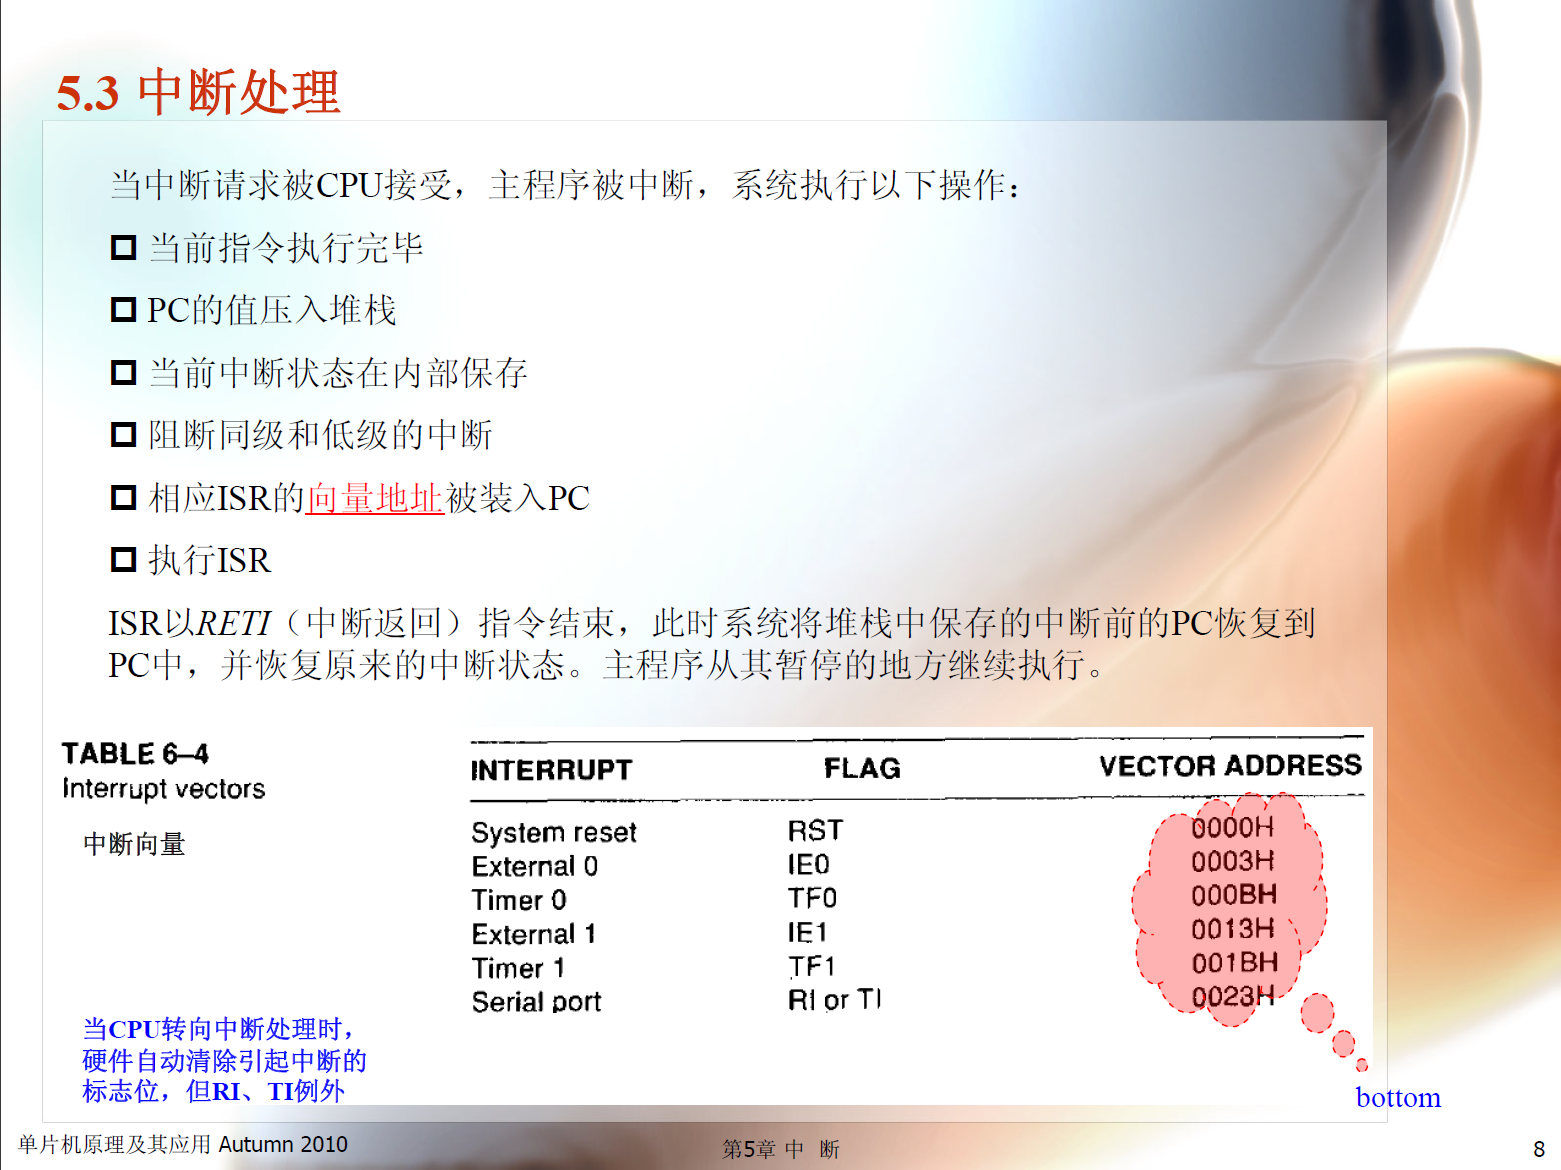 5.3 中断处理
当中断请求被CPU接受，主程序被中断，系统执行以下操作：
当前指令执行完毕
PC的值压入堆栈
当前中断状态在内部保存
阻断同级和低级的中断
相应ISR的向量地址被装入PC
执行ISR
ISR以RETI（中断返回）指令结束，此时系统将堆栈中保存的中断前的PC恢复到
PC中，并恢复原来的中断状态。主程序从其暂停的地方继续执行。
TABLE 6–4
Interrupt vectors
中断向量
INTERRUPT FLAG VECTOR ADDRESS
System reset RST 0000H
External 0 IE0 0003H
Timer 0 TF0 000BH
External 1 IE1 0013H
Timer 1 TF1 001BH
Serial port RI or TI 0023H
当CPU转向中断处理时，
硬件自动清除引起中断的
标志位，但RI、TI例外
bottom
单片机原理及其应用 Autumn 2010
第5章 中 断
8